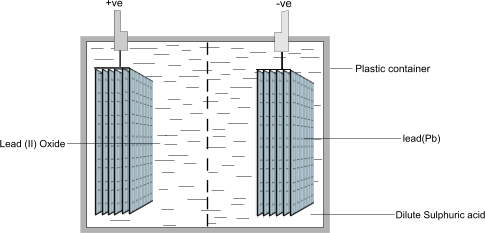 +ve
-ve
Plastic container
Lead (II) Oxide
lead(Pb)
Dilute Sulphuric acid